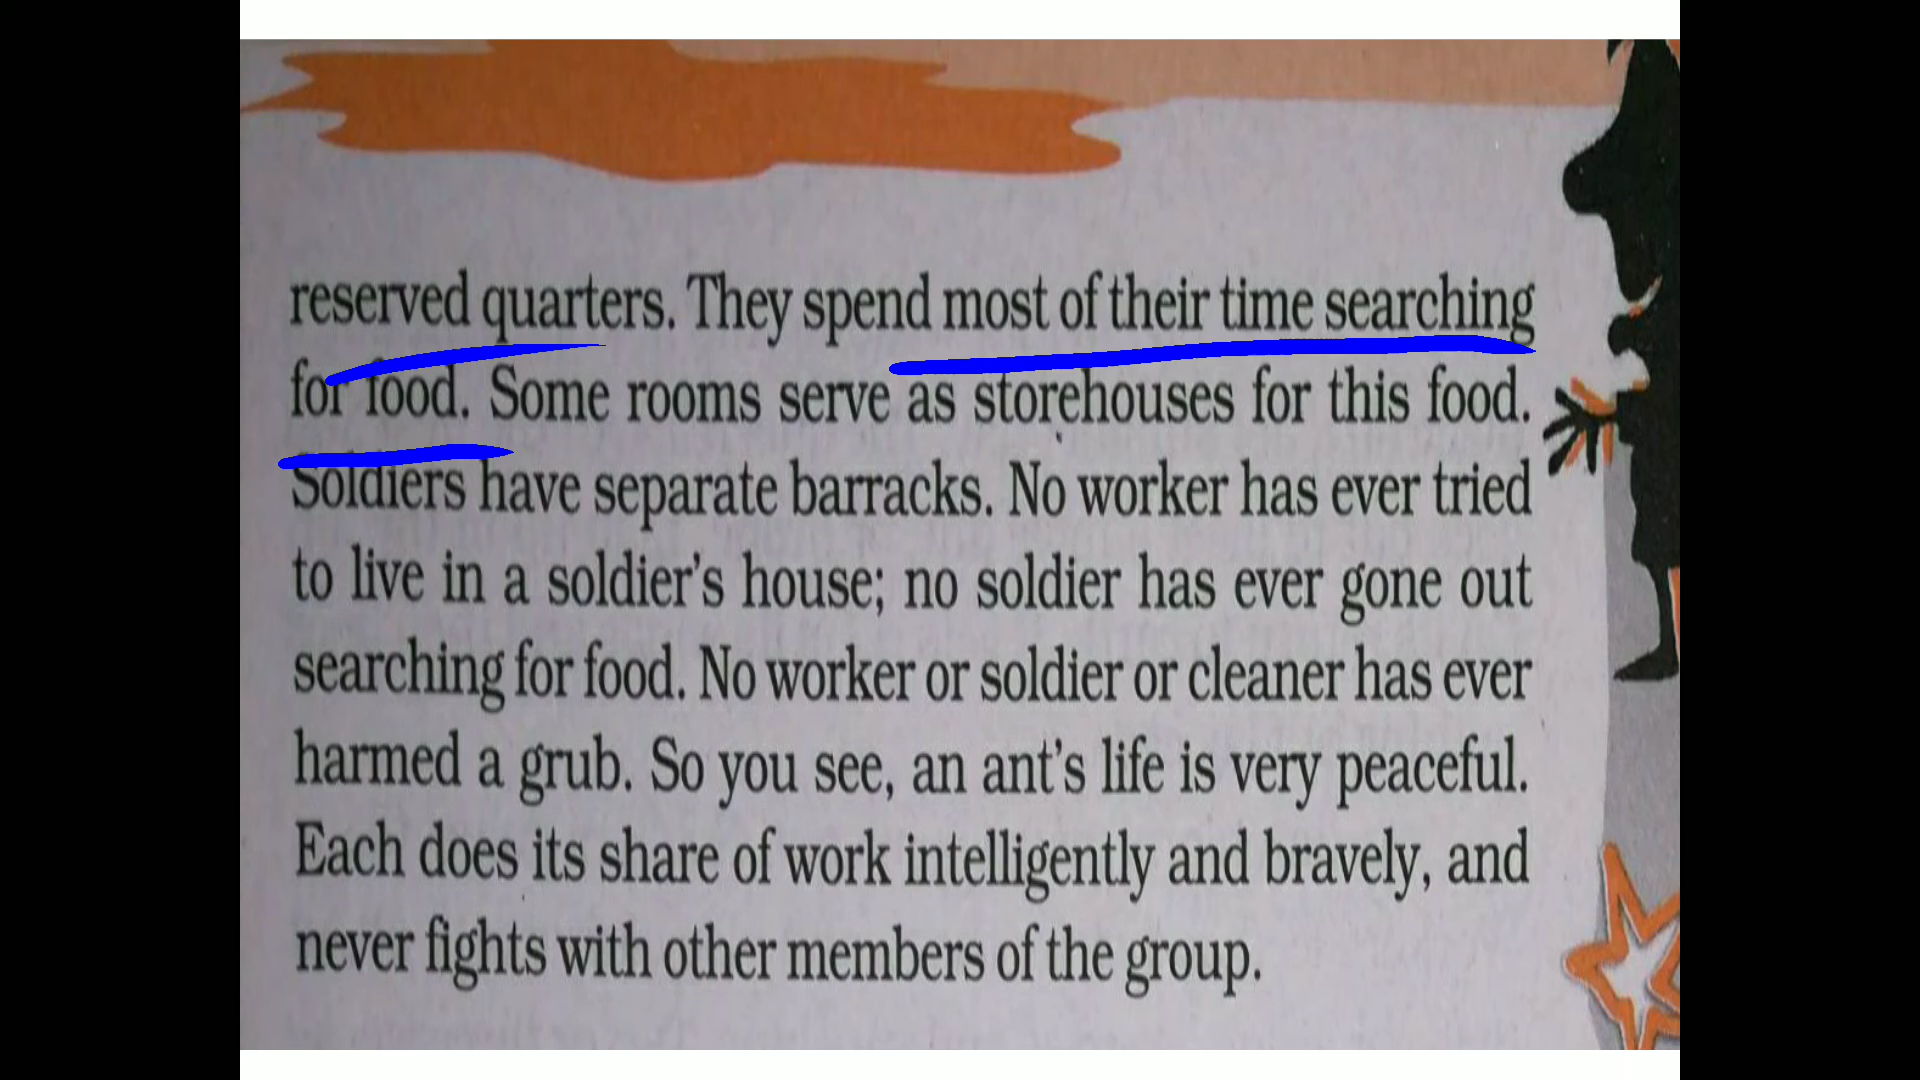 reserved quarters. They spend most of their time searching
for food. Some rooms serve as storehouses for this food.
Soldiers have separate barracks. No worker has ever tried
to live in a soldier’s house; no soldier has ever gone out
searching for food. No worker or soldier or cleaner has ever
harmed a grub. So you see, an ant’s life is very peaceful.
Each does its share of work intelligently and bravely, and
never fights with other members of the group.